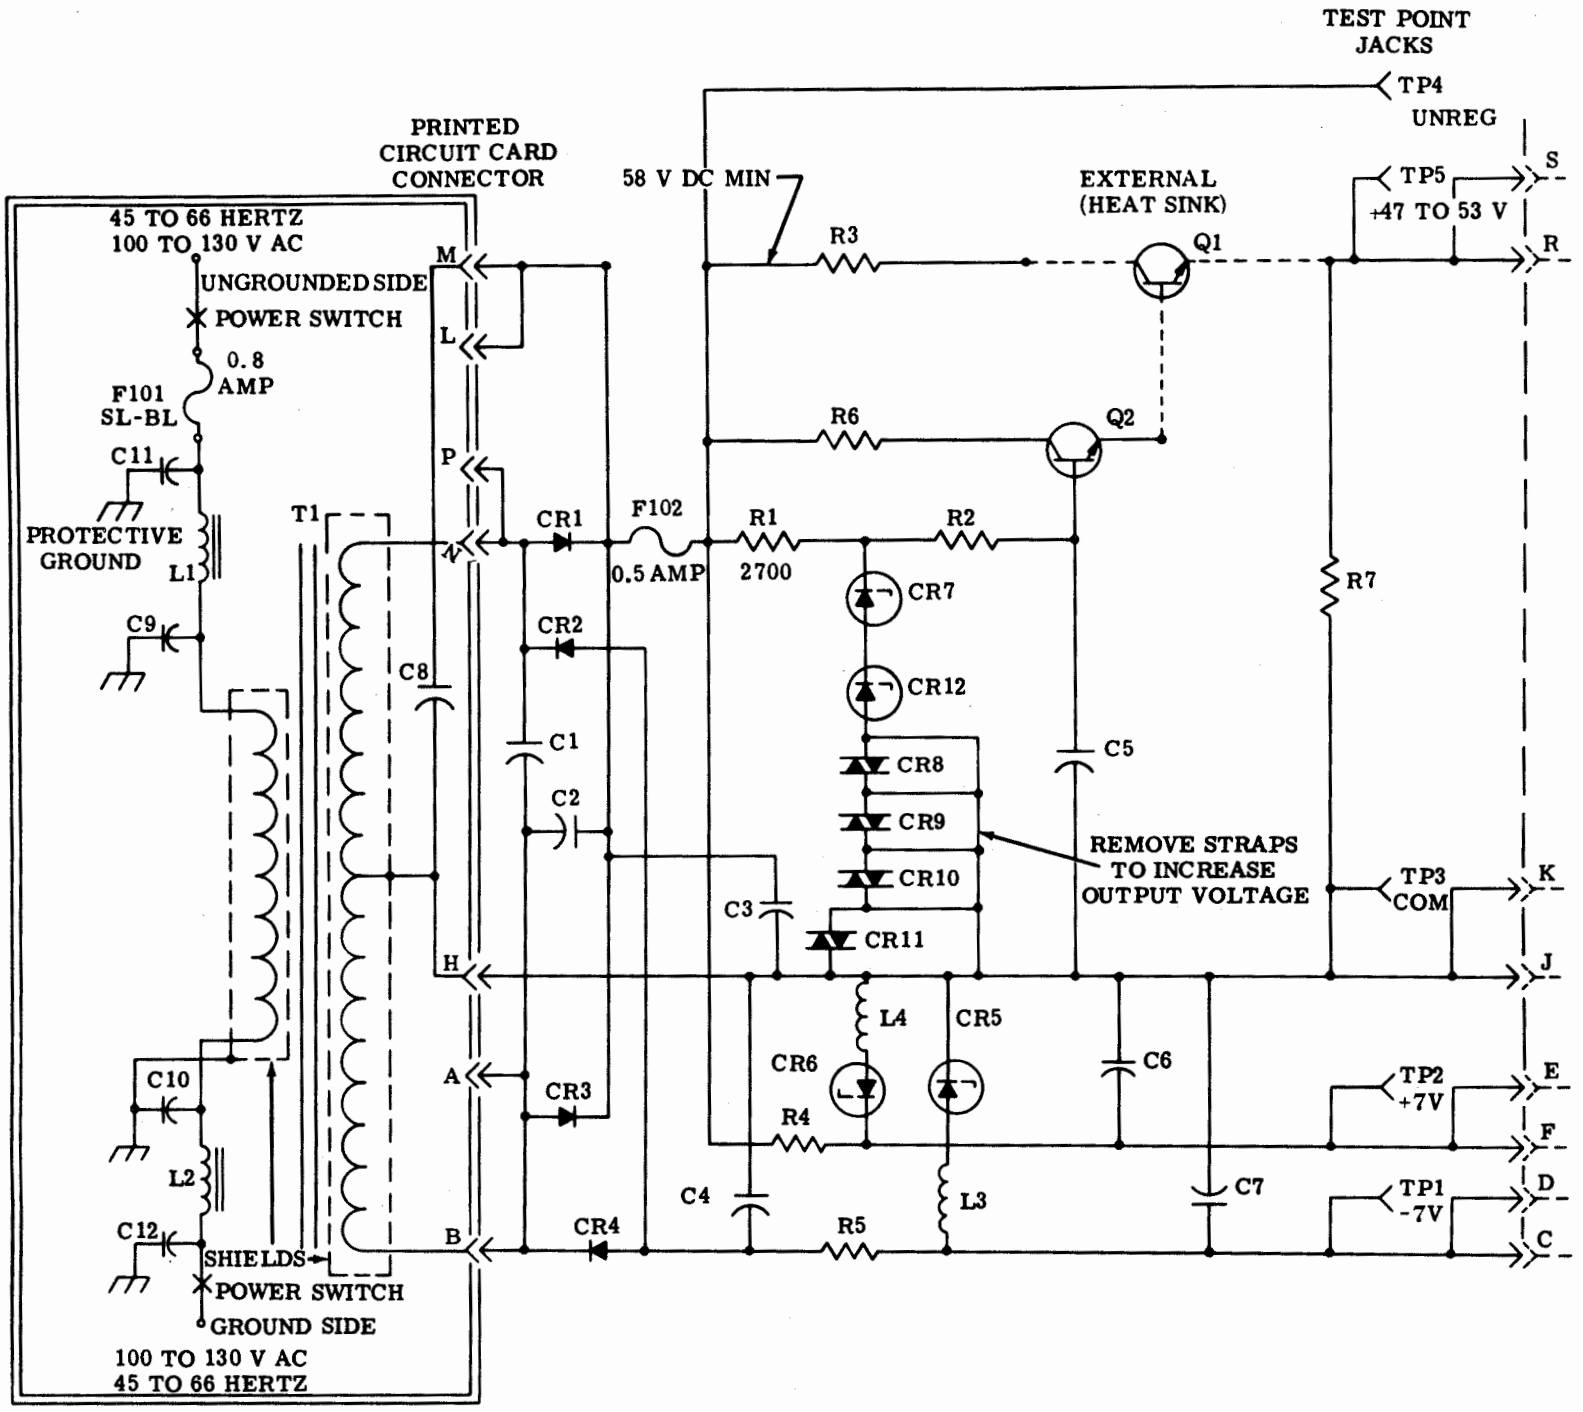 TEST POINT
JACKS
TP4
UNREG
PRINTED
CIRCUIT CARD
CONNECTOR
58 V DC MIN
EXTERNAL
(HEAT SINK)
TP5
+47 TO 53 V
S
R
45 TO 66 HERTZ
100 TO 130 V AC
UNGROUNDED SIDE
POWER SWITCH
0.8
AMP
F101
SL-BL
C11
PROTECTIVE
GROUND
L1
C9
T1
M
L
P
N
R3
Q1
R6
Q2
CR1
F102
0.5 AMP
R1
2700
R2
CR7
CR2
C8
CR12
R7
C1
C2
CR8
CR9
CR10
C5
REMOVE STRAPS
TO INCREASE
OUTPUT VOLTAGE
C3
CR11
TP3
COM
K
H
J
L4
CR5
CR6
C6
A
CR3
R4
TP2
+7V
E
F
C10
L2
C12
C4
L3
C7
TP1
-7V
D
B
CR4
R5
C
SHIELDS
POWER SWITCH
GROUND SIDE
100 TO 130 V AC
45 TO 66 HERTZ